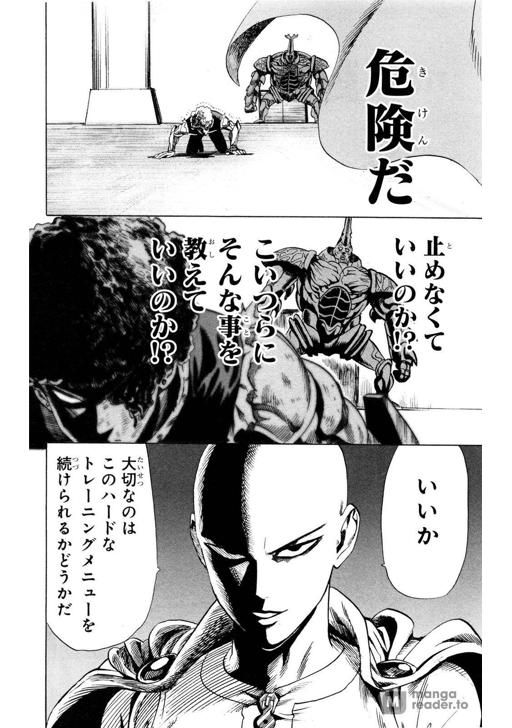 危険だ
止めなくて
いいのか!?
こいつらに
そんな事を
教えて
いいのか!?
いいか
大切なのは
このハードな
トレーニングメニューを
続けられるかどうかだ
manga
reader.to